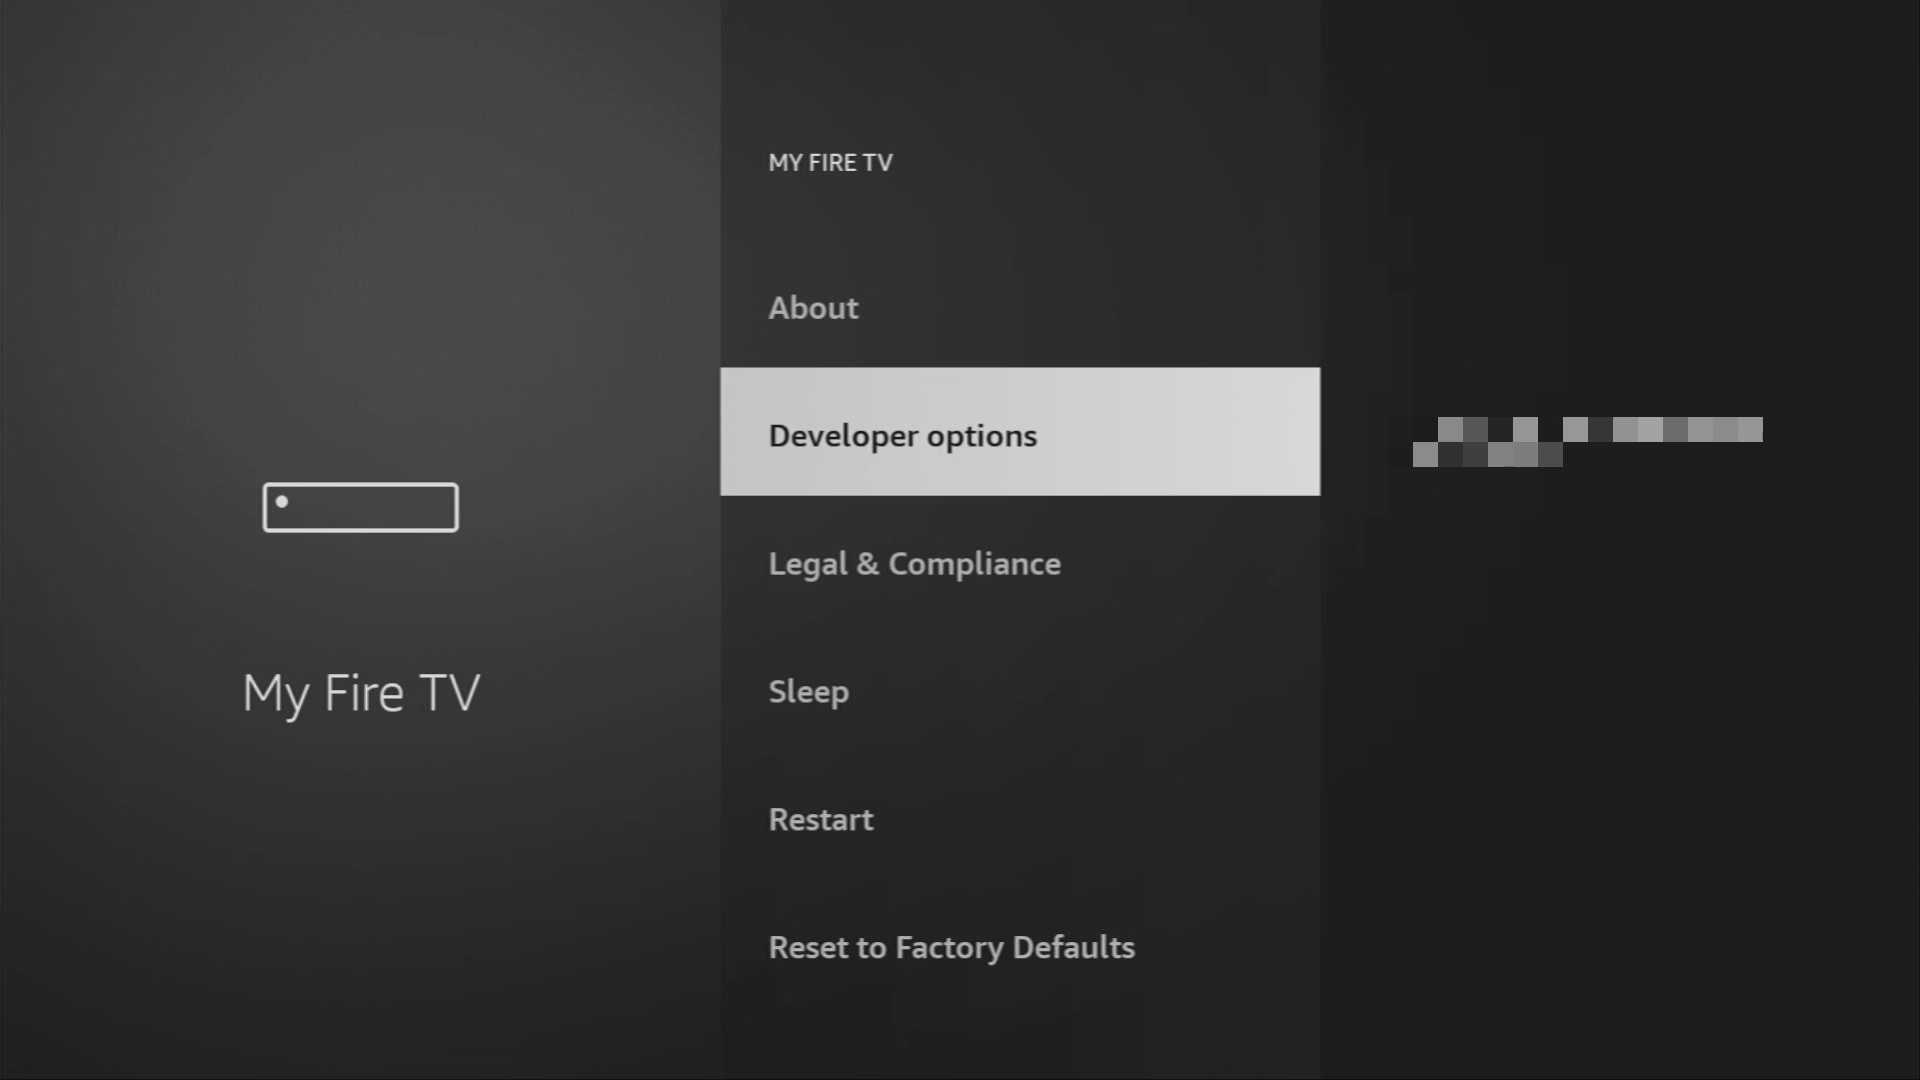 MY FIRE TV
About
Developer options
Legal & Compliance
Sleep
Restart
Reset to Factory Defaults
My Fire TV